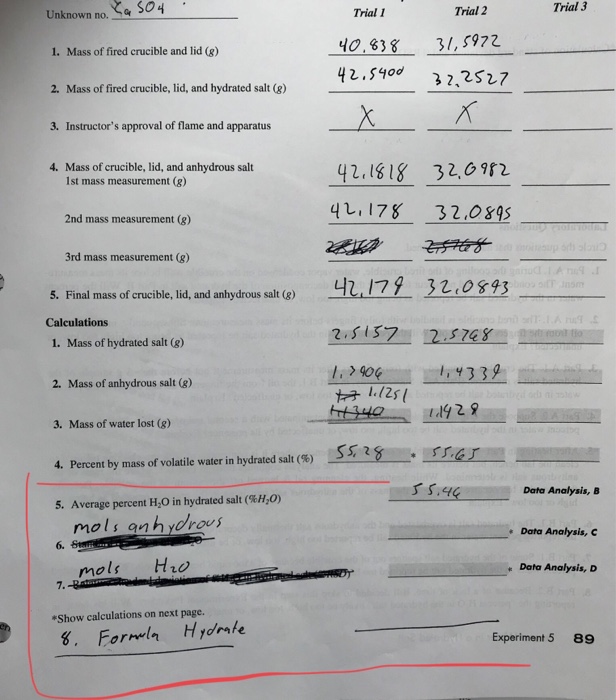 Unknown no. CaSO4 Trial 1 Trial 2 Trial 3
1. Mass of fired crucible and lid (g) 40.838 31.5972
2. Mass of fired crucible, lid, and hydrated salt (g) 42.5400 32.2527
3. Instructor's approval of flame and apparatus X X
4. Mass of crucible, lid, and anhydrous salt
1st mass measurement (g) 42.1818 32.0982
2nd mass measurement (g) 42.178 32.0895
3rd mass measurement (g)
5. Final mass of crucible, lid, and anhydrous salt (g) 42.179 32.0893
Calculations
1. Mass of hydrated salt (g) 2.5157 2.5768
2. Mass of anhydrous salt (g) 1.3906 1.4339
1.1251
3. Mass of water lost (g) 1.1429
4. Percent by mass of volatile water in hydrated salt (%) 55.28 55.65
5. Average percent H2O in hydrated salt (%H2O) 55.46 Data Analysis, B
mols anhydrous
6. Data Analysis, C
mols H2O
7. Data Analysis, D
*Show calculations on next page.
8. Formula Hydrate
Experiment 5 89